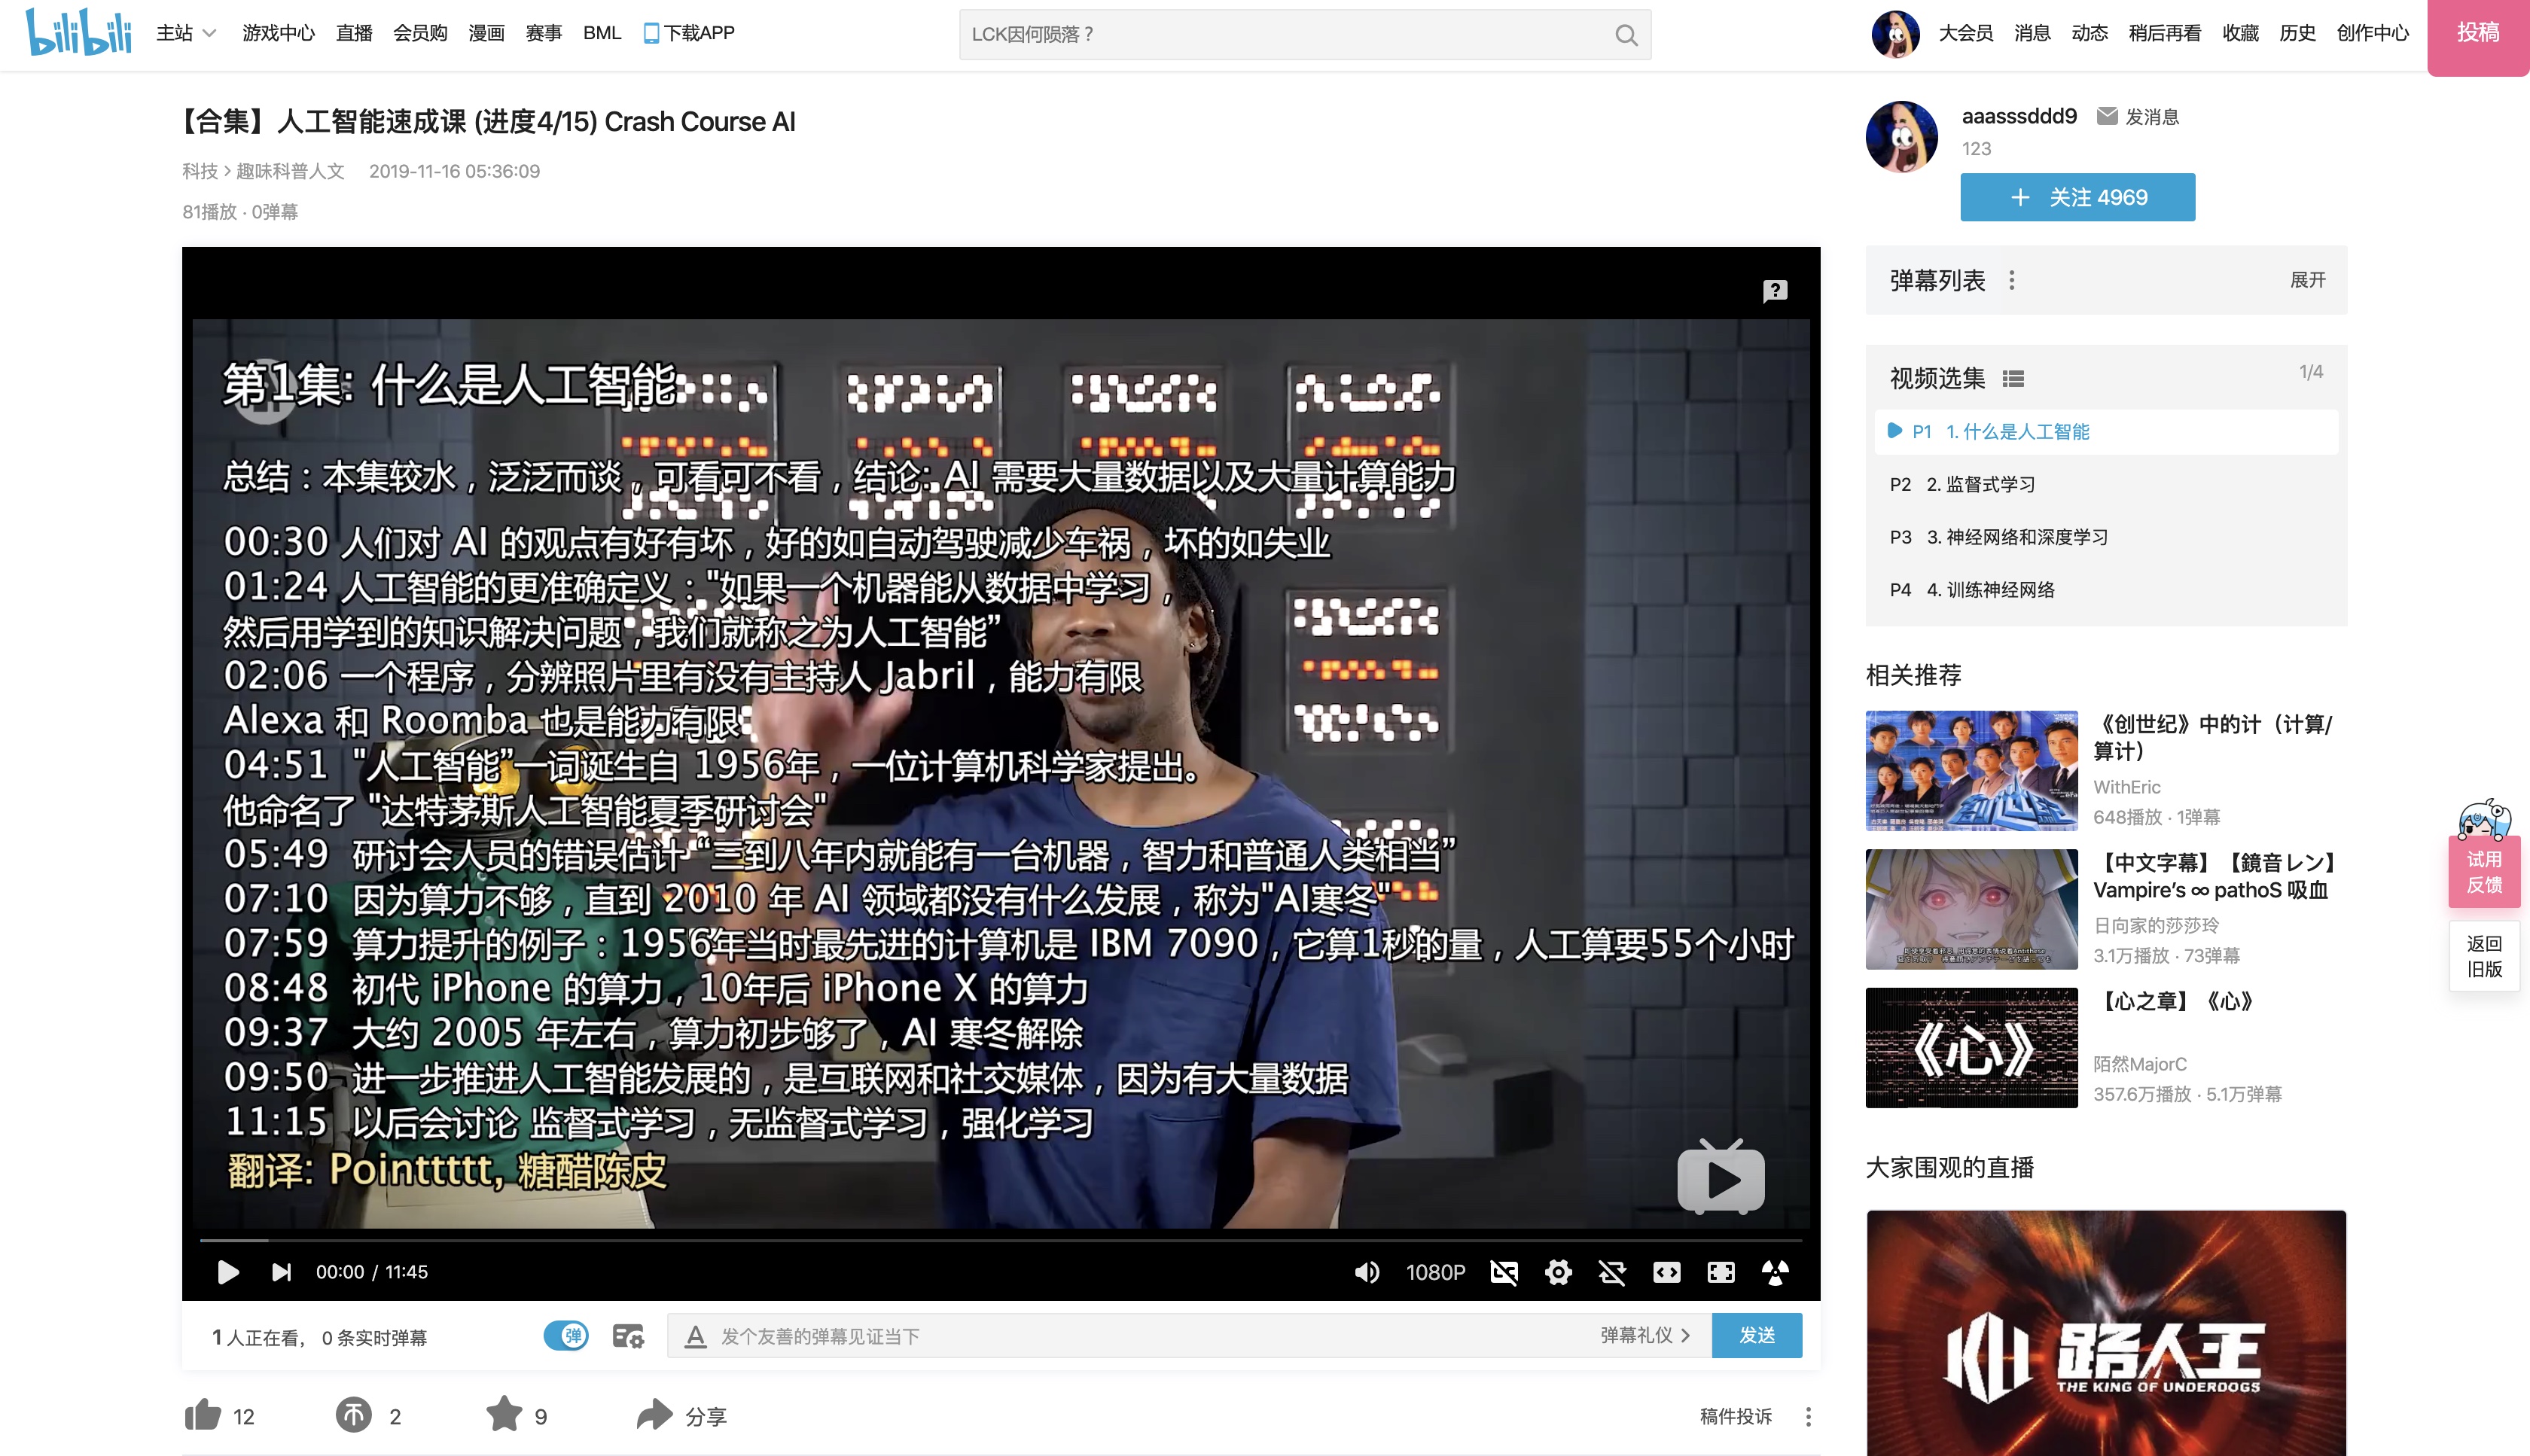 bilibili
主站
游戏中心
直播
会员购
漫画
赛事
BML
下载APP
LCK因何陨落？
大会员
消息
动态
稍后再看
收藏
历史
创作中心
投稿
【合集】人工智能速成课 (进度4/15) Crash Course AI
科技 > 趣味科普人文 2019-11-16 05:36:09
81播放 · 0弹幕
第1集: 什么是人工智能
总结：本集较水，泛泛而谈，可看可不看，结论: AI 需要大量数据以及大量计算能力
00:30 人们对 AI 的观点有好有坏，好的如自动驾驶减少车祸，坏的如失业
01:24 人工智能的更准确定义："如果一个机器能从数据中学习，
然后用学到的知识解决问题，我们就称之为人工智能”
02:06 一个程序，分辨照片里有没有主持人 Jabril，能力有限
Alexa 和 Roomba 也是能力有限
04:51 "人工智能”一词诞生自 1956年，一位计算机科学家提出。
他命名了 "达特茅斯人工智能夏季研讨会"
05:49 研讨会人员的错误估计 “三到八年内就能有一台机器，智力和普通人类相当”
07:10 因为算力不够，直到 2010 年 AI 领域都没有什么发展，称为"AI寒冬"
07:59 算力提升的例子：1956年当时最先进的计算机是 IBM 7090，它算1秒的量，人工算要55个小时
08:48 初代 iPhone 的算力，10年后 iPhone X 的算力
09:37 大约 2005 年左右，算力初步够了，AI 寒冬解除
09:50 进一步推进人工智能发展的，是互联网和社交媒体，因为有大量数据
11:15 以后会讨论 监督式学习，无监督式学习，强化学习
翻译: Pointtttt, 糖醋陈皮
00:00 / 11:45
1080P
1 人正在看， 0 条实时弹幕
弹
发个友善的弹幕见证当下
弹幕礼仪 >
发送
12
2
9
分享
稿件投诉
aaasssddd9
发消息
123
+ 关注 4969
弹幕列表
展开
视频选集
1/4
P1 1. 什么是人工智能
P2 2. 监督式学习
P3 3. 神经网络和深度学习
P4 4. 训练神经网络
相关推荐
《创世纪》中的计（计算/
算计）
WithEric
648播放 · 1弹幕
【中文字幕】【鏡音レン】
Vampire’s ∞ pathoS 吸血
日向家的莎莎玲
3.1万播放 · 73弹幕
《心》
【心之章】《心》
陌然MajorC
357.6万播放 · 5.1万弹幕
大家围观的直播
路人王
THE KING OF UNDERDOGS
试用
反馈
返回
旧版